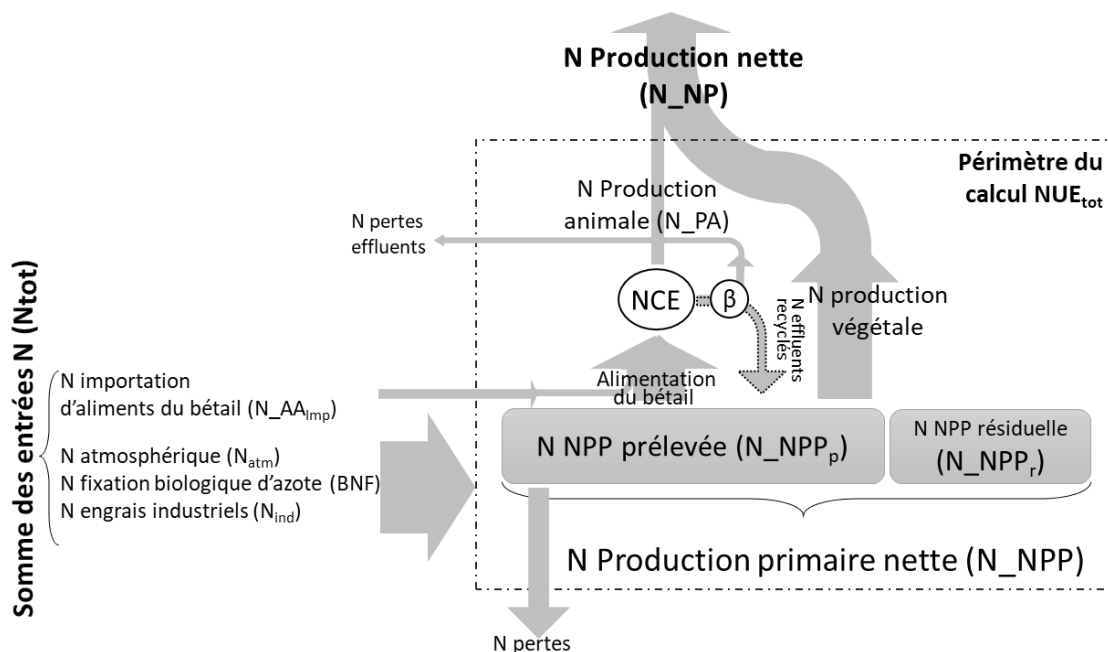 N Production nette
(N_NP)
Périmètre du
calcul NUEtot
N Production
animale (N_PA)
N pertes
effluents
NCE
β
N effluents
recyclés
N production
végétale
Somme des entrées N (Ntot)
N importation
d'aliments du bétail (N_AAImp)
N atmosphérique (Natm)
N fixation biologique d'azote (BNF)
N engrais industriels (Nind)
Alimentation
du bétail
N NPP prélevée (N_NPPp)
N NPP résiduelle
(N_NPPr)
N Production primaire nette (N_NPP)
N pertes